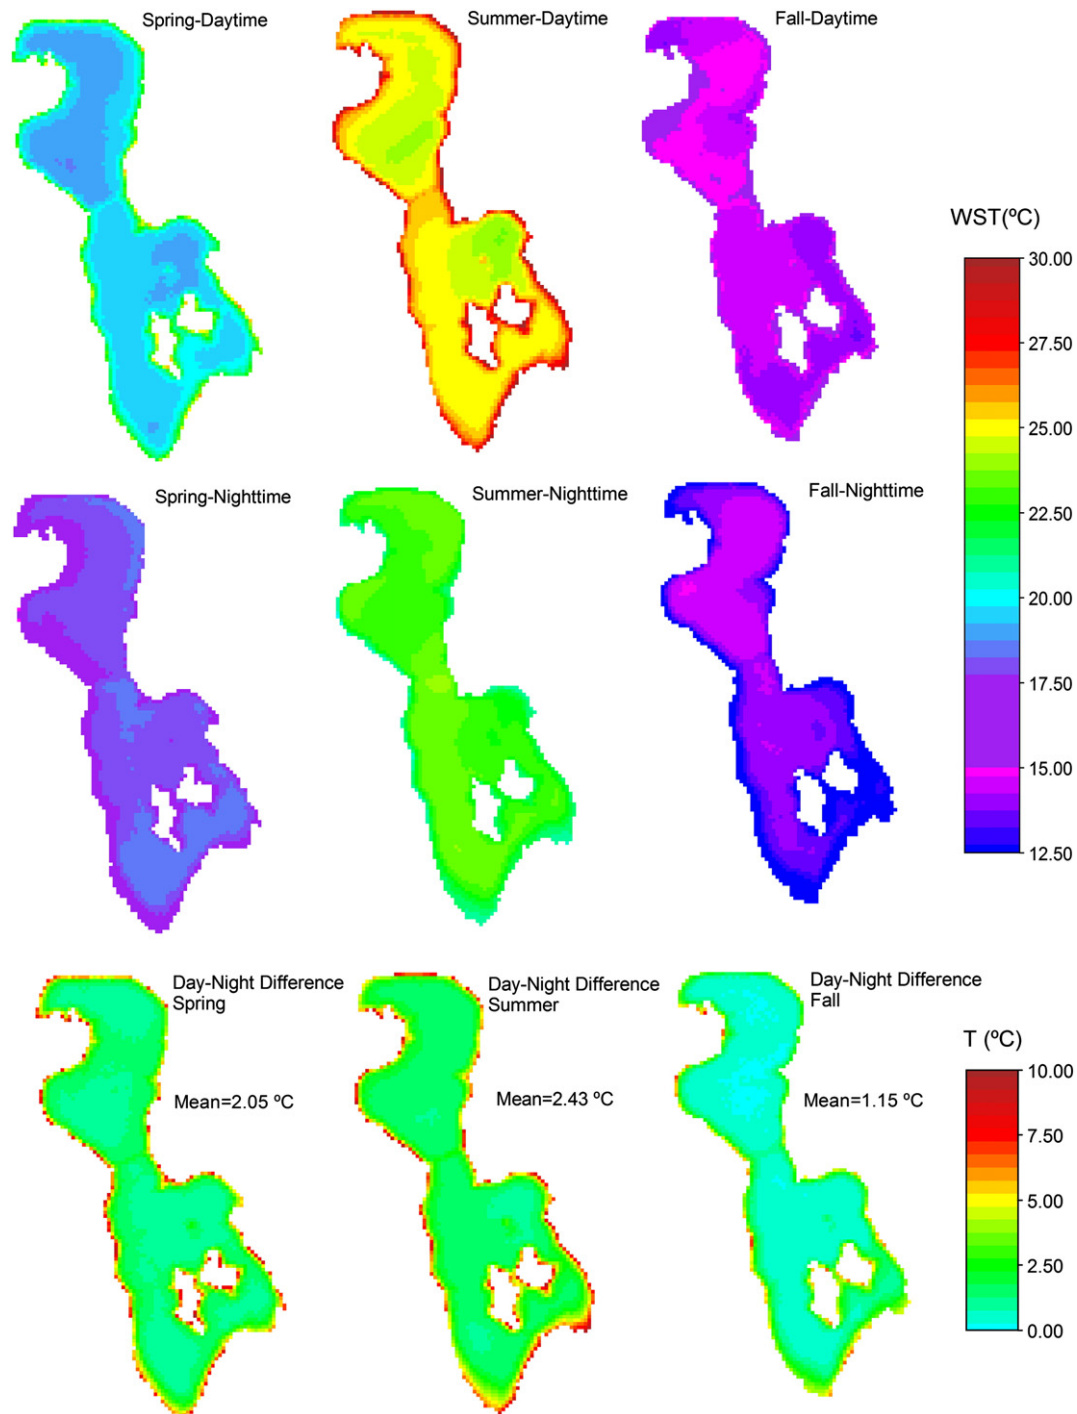 Spring-Daytime
Summer-Daytime
Fall-Daytime
WST(ºC)
30.00
27.50
25.00
22.50
20.00
17.50
15.00
12.50
Spring-Nighttime
Summer-Nighttime
Fall-Nighttime
Day-Night Difference
Spring
Mean=2.05 ºC
Day-Night Difference
Summer
Mean=2.43 ºC
Day-Night Difference
Fall
Mean=1.15 ºC
T (ºC)
10.00
7.50
5.00
2.50
0.00